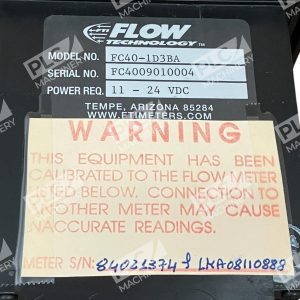 FTI FLOW
TECHNOLOGY™
MODEL NO. FC40-1D3BA
SERIAL NO. FC4009010004
POWER REQ. 11 - 24 VDC
TEMPE, ARIZONA 85284
WWW.FTIMETERS.COM
WARNING
THIS EQUIPMENT HAS BEEN
CALIBRATED TO THE FLOW METER
LISTED BELOW. CONNECTION TO
ANOTHER METER MAY CAUSE
INACCURATE READINGS.
METER S/N: 84031374 LKA08110888